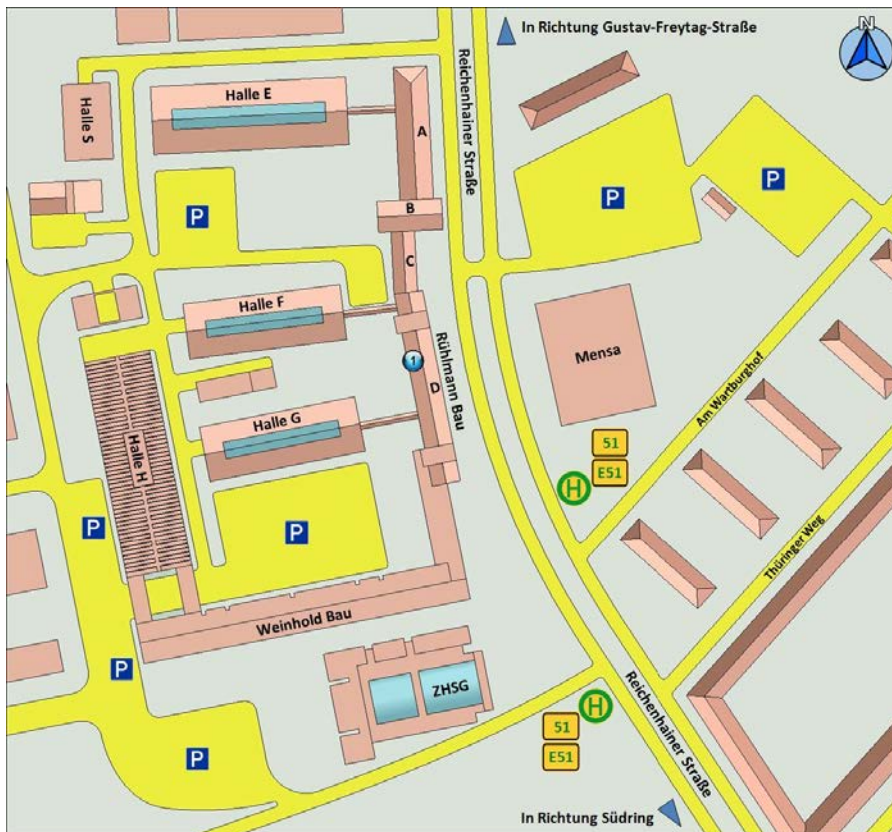 In Richtung Gustav-Freytag-Straße
N
Halle S
Halle E
Reichenhainer Straße
A
P
P
P
B
C
Halle F
Rühlmann Bau
Mensa
1
D
Am Wartburghof
Halle G
Halle H
51
E51
H
P
P
Thüringer Weg
Weinhold Bau
P
ZHSG
Reichenhainer Straße
H
51
E51
P
In Richtung Südring